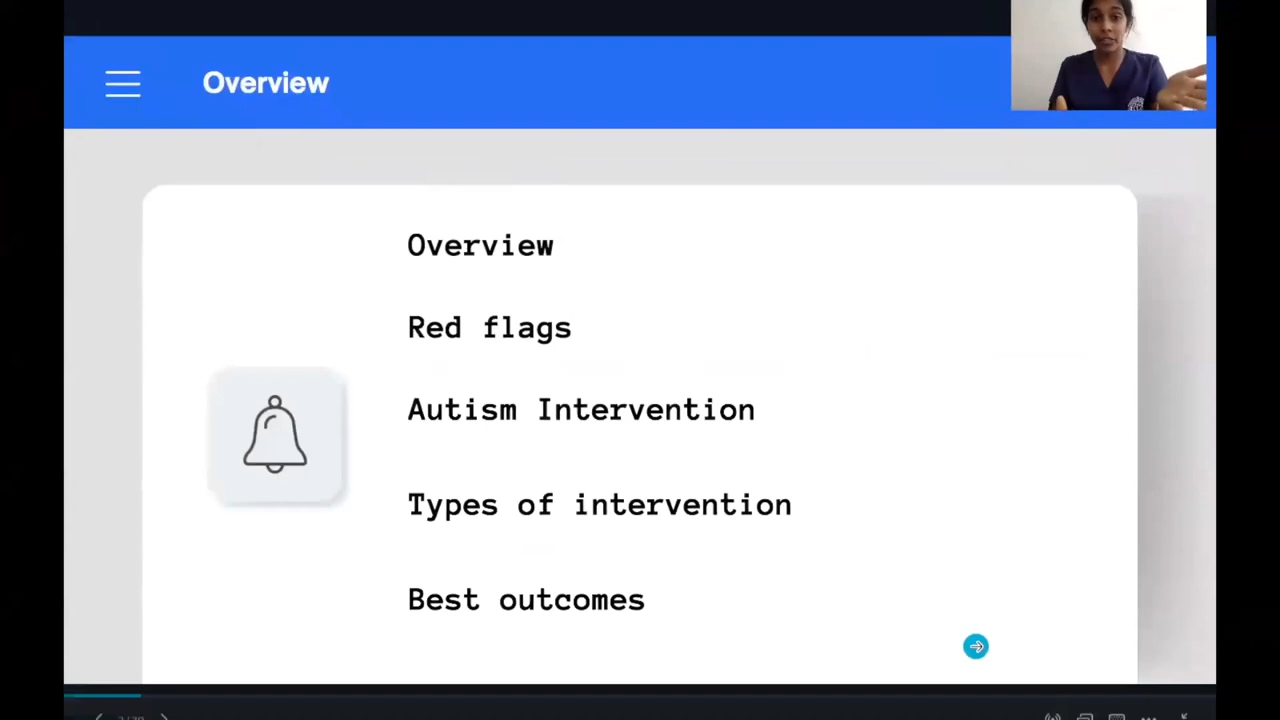 Overview
Overview
Red flags
Autism Intervention
Types of intervention
Best outcomes